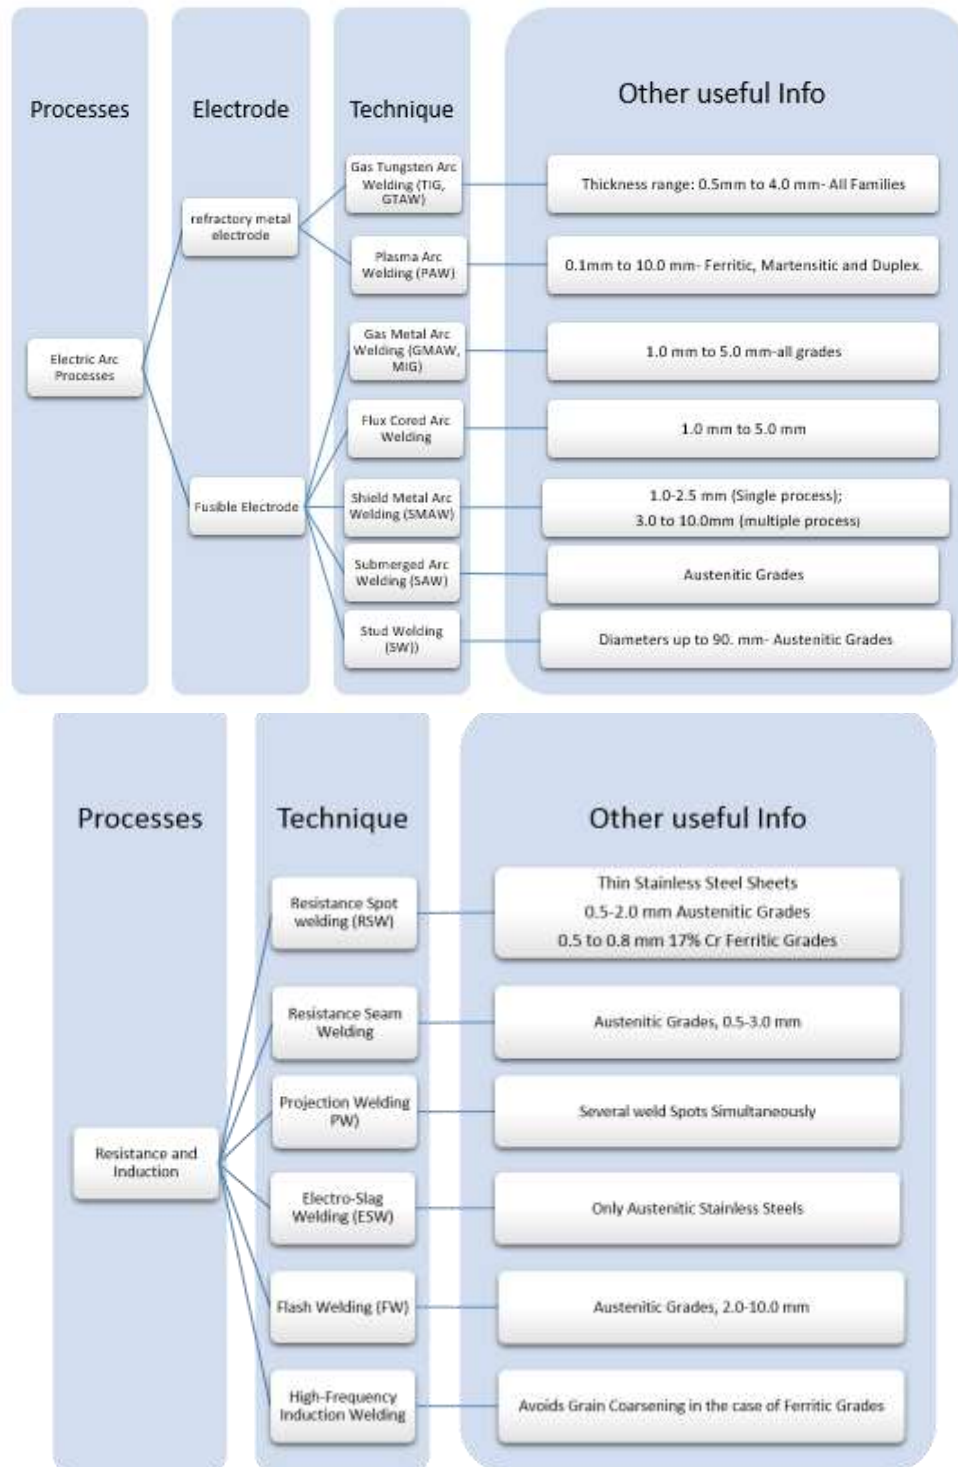 Processes
Electrode
Technique
Other useful Info
Electric Arc
Processes
refractory metal
electrode
Gas Tungsten Arc
Welding (TIG,
GTAW)
Thickness range: 0.5mm to 4.0 mm- All Families
Plasma Arc
Welding (PAW)
0.1mm to 10.0 mm- Ferritic, Martensitic and Duplex.
Fusible Electrode
Gas Metal Arc
Welding (GMAW,
MIG)
1.0 mm to 5.0 mm-all grades
Flux Cored Arc
Welding
1.0 mm to 5.0 mm
Shield Metal Arc
Welding (SMAW)
1.0-2.5 mm (Single process);
3.0 to 10.0mm (multiple process)
Submerged Arc
Welding (SAW)
Austenitic Grades
Stud Welding
(SW))
Diameters up to 90. mm- Austenitic Grades
Processes
Technique
Other useful Info
Resistance and
Induction
Resistance Spot
welding (RSW)
Thin Stainless Steel Sheets
0.5-2.0 mm Austenitic Grades
0.5 to 0.8 mm 17% Cr Ferritic Grades
Resistance Seam
Welding
Austenitic Grades, 0.5-3.0 mm
Projection Welding
PW)
Several weld Spots Simultaneously
Electro-Slag
Welding (ESW)
Only Austenitic Stainless Steels
Flash Welding (FW)
Austenitic Grades, 2.0-10.0 mm
High-Frequency
Induction Welding
Avoids Grain Coarsening in the case of Ferritic Grades